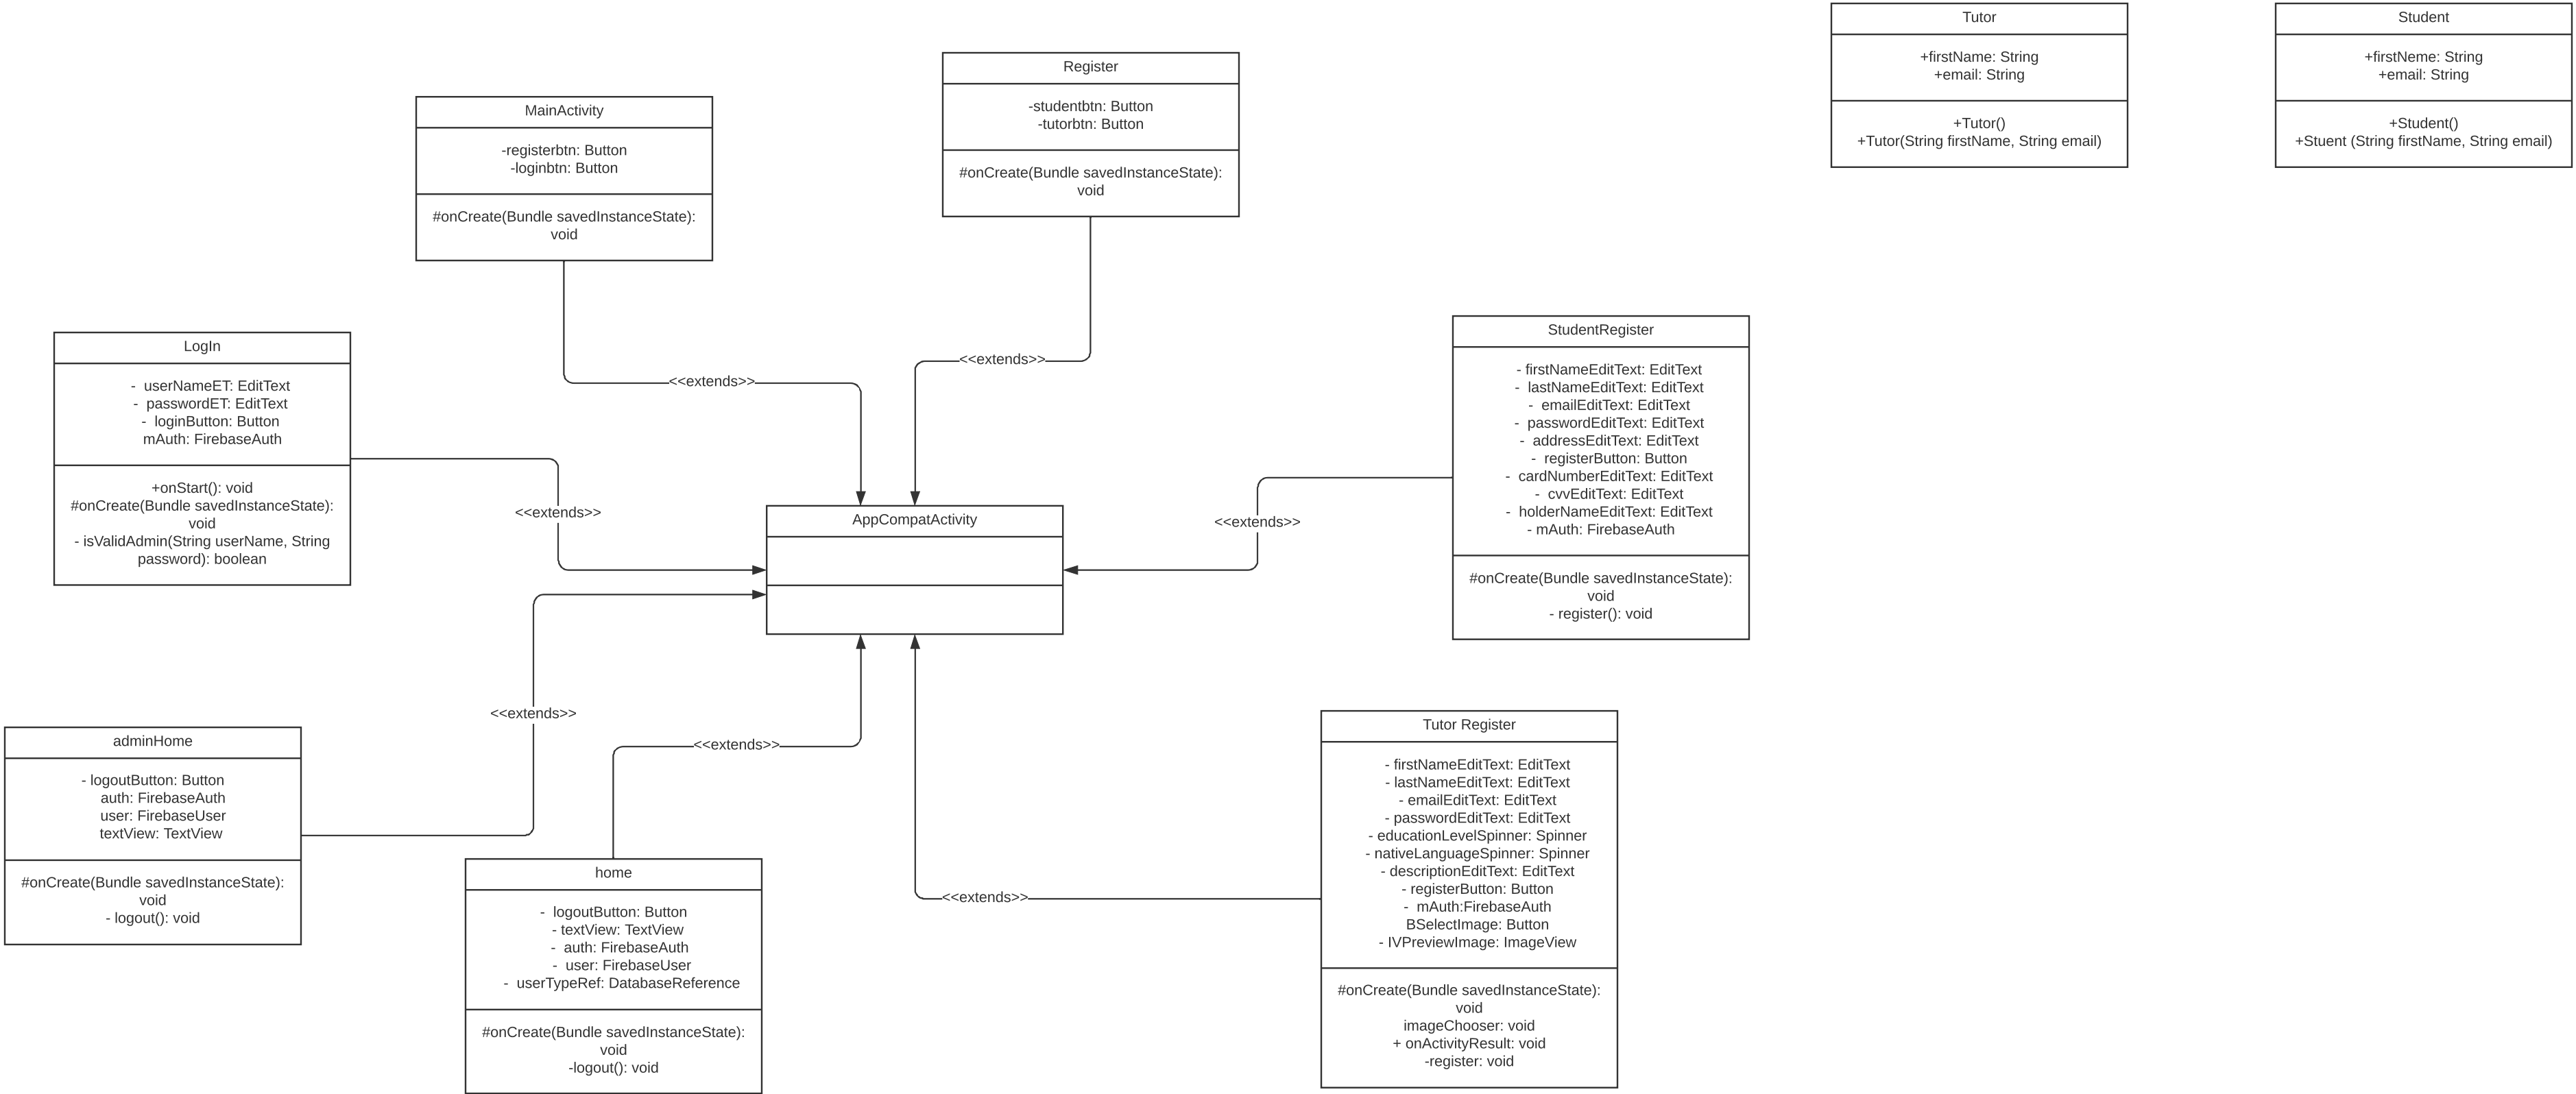 Tutor
+firstName: String
+email: String
+Tutor()
+Tutor(String firstName, String email)
Student
+firstNeme: String
+email: String
+Student()
+Stuent (String firstName, String email)
Register
-studentbtn: Button
-tutorbtn: Button
#onCreate(Bundle savedInstanceState):
void
MainActivity
-registerbtn: Button
-loginbtn: Button
#onCreate(Bundle savedInstanceState):
void
LogIn
- userNameET: EditText
- passwordET: EditText
- loginButton: Button
mAuth: FirebaseAuth
+onStart(): void
#onCreate(Bundle savedInstanceState):
void
- isValidAdmin(String userName, String
password): boolean
<<extends>>
<<extends>>
<<extends>>
AppCompatActivity
<<extends>>
StudentRegister
- firstNameEditText: EditText
- lastNameEditText: EditText
- emailEditText: EditText
- passwordEditText: EditText
- addressEditText: EditText
- registerButton: Button
- cardNumberEditText: EditText
- cvvEditText: EditText
- holderNameEditText: EditText
- mAuth: FirebaseAuth
#onCreate(Bundle savedInstanceState):
void
- register(): void
<<extends>>
<<extends>>
<<extends>>
adminHome
- logoutButton: Button
auth: FirebaseAuth
user: FirebaseUser
textView: TextView
#onCreate(Bundle savedInstanceState):
void
- logout(): void
home
- logoutButton: Button
- textView: TextView
- auth: FirebaseAuth
- user: FirebaseUser
- userTypeRef: DatabaseReference
#onCreate(Bundle savedInstanceState):
void
-logout(): void
Tutor Register
- firstNameEditText: EditText
- lastNameEditText: EditText
- emailEditText: EditText
- passwordEditText: EditText
- educationLevelSpinner: Spinner
- nativeLanguageSpinner: Spinner
- descriptionEditText: EditText
- registerButton: Button
- mAuth:FirebaseAuth
BSelectImage: Button
- IVPreviewImage: ImageView
#onCreate(Bundle savedInstanceState):
void
imageChooser: void
+ onActivityResult: void
-register: void